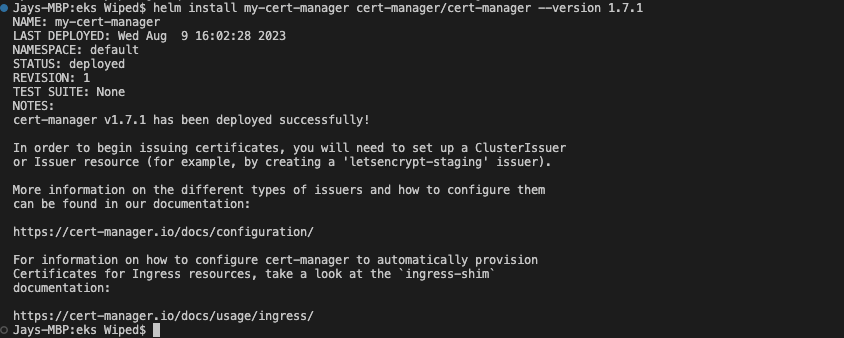 Jays-MBP:eks Wiped$ helm install my-cert-manager cert-manager/cert-manager --version 1.7.1
NAME: my-cert-manager
LAST DEPLOYED: Wed Aug  9 16:02:28 2023
NAMESPACE: default
STATUS: deployed
REVISION: 1
TEST SUITE: None
NOTES:
cert-manager v1.7.1 has been deployed successfully!

In order to begin issuing certificates, you will need to set up a ClusterIssuer
or Issuer resource (for example, by creating a 'letsencrypt-staging' issuer).

More information on the different types of issuers and how to configure them
can be found in our documentation:

https://cert-manager.io/docs/configuration/

For information on how to configure cert-manager to automatically provision
Certificates for Ingress resources, take a look at the `ingress-shim`
documentation:

https://cert-manager.io/docs/usage/ingress/
Jays-MBP:eks Wiped$